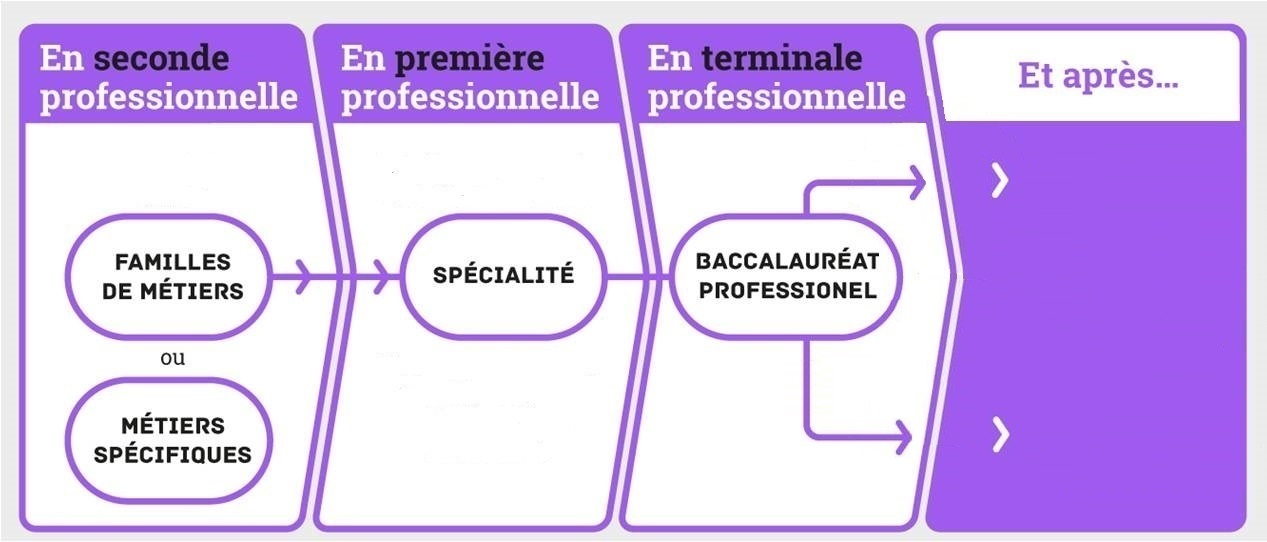 En seconde
professionnelle
En première
professionnelle
En terminale
professionnelle
Et après...
FAMILLES
DE MÉTIERS
ou
MÉTIERS
SPÉCIFIQUES
SPÉCIALITÉ
BACCALAURÉAT
PROFESSIONEL